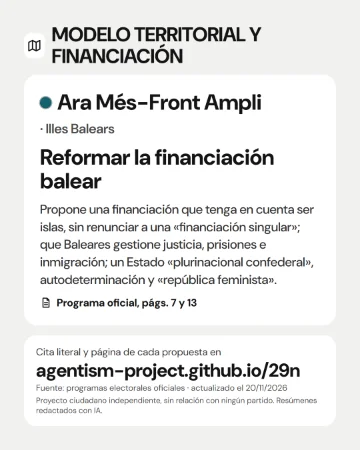 MODELO TERRITORIAL Y
FINANCIACIÓN
Ara Més-Front Ampli
· Illes Balears
Reformar la financiación
balear
Propone una financiación que tenga en cuenta ser
islas, sin renunciar a una «financiación singular»;
que Baleares gestione justicia, prisiones e
inmigración; un Estado «plurinacional confederal»,
autodeterminación y «república feminista».
Programa oficial, págs. 7 y 13
Cita literal y página de cada propuesta en
agentism-project.github.io/29n
Fuente: programas electorales oficiales · actualizado el 20/11/2026
Proyecto ciudadano independiente, sin relación con ningún partido. Resúmenes
redactados con IA.